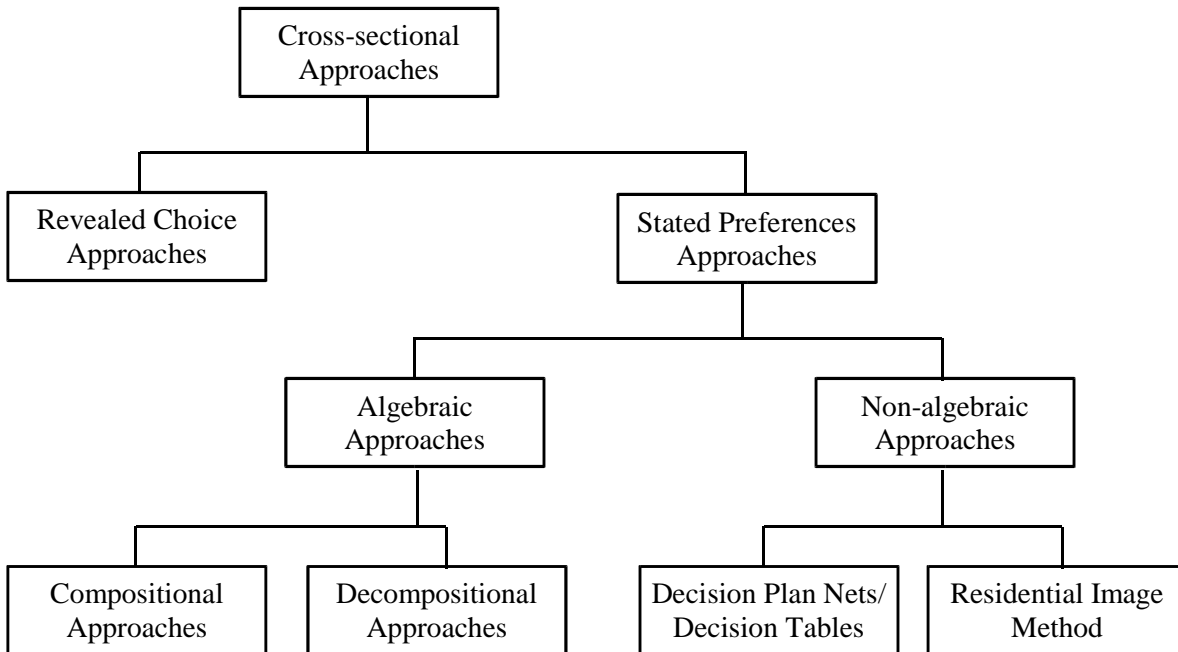 Cross-sectional
Approaches
Revealed Choice
Approaches
Stated Preferences
Approaches
Algebraic
Approaches
Non-algebraic
Approaches
Compositional
Approaches
Decompositional
Approaches
Decision Plan Nets/
Decision Tables
Residential Image
Method